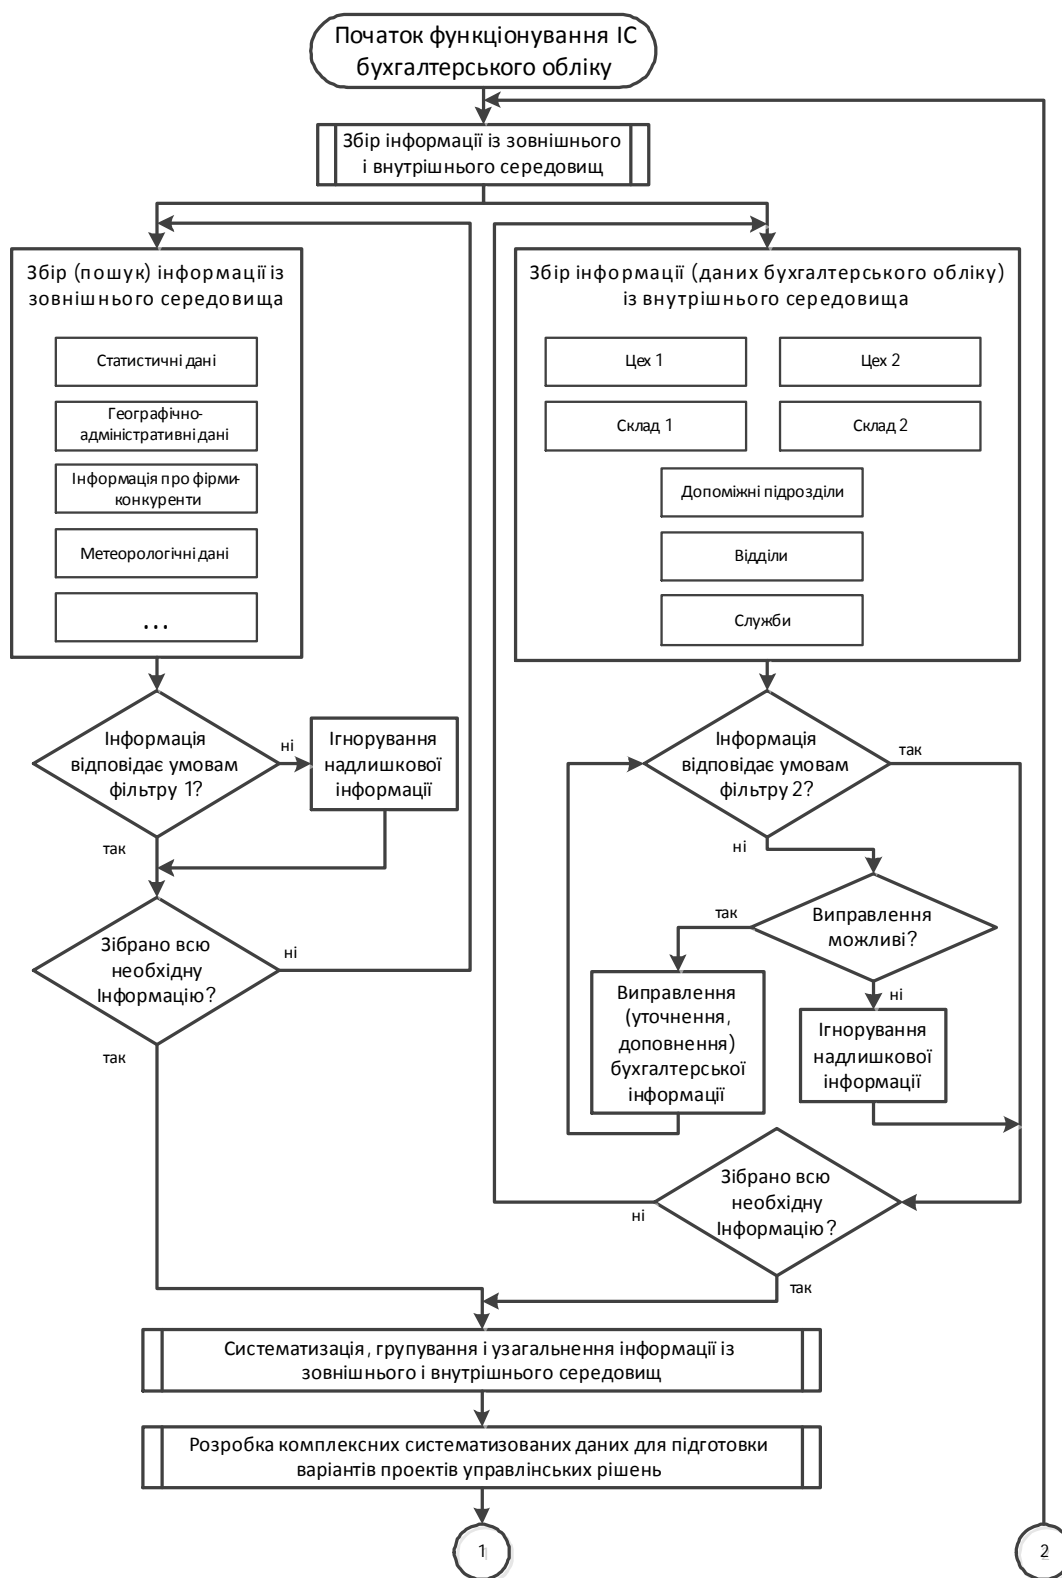 Початок функціонування ІС
бухгалтерського обліку
Збір інформації із зовнішнього
і внутрішнього середовищ
Збір (пошук) інформації із
зовнішнього середовища
Статистичні дані
Географічно-
адміністративні дані
Інформація про фірми-
конкуренти
Метеорологічні дані
...
Збір інформації (даних бухгалтерського обліку)
із внутрішнього середовища
Цех 1
Цех 2
Склад 1
Склад 2
Допоміжні підрозділи
Відділи
Служби
Інформація
відповідає умовам
фільтру 1?
ні
Ігнорування
надлишкової
інформації
так
Зібрано всю
необхідну
Інформацію?
ні
так
Інформація
відповідає умовам
фільтру 2?
так
ні
Виправлення
можливі?
так
ні
Виправлення
(уточнення,
доповнення)
бухгалтерської
інформації
Ігнорування
надлишкової
інформації
Зібрано всю
необхідну
Інформацію?
ні
так
Систематизація, групування і узагальнення інформації із
зовнішнього і внутрішнього середовищ
Розробка комплексних систематизованих даних для підготовки
варіантів проектів управлінських рішень
1
2